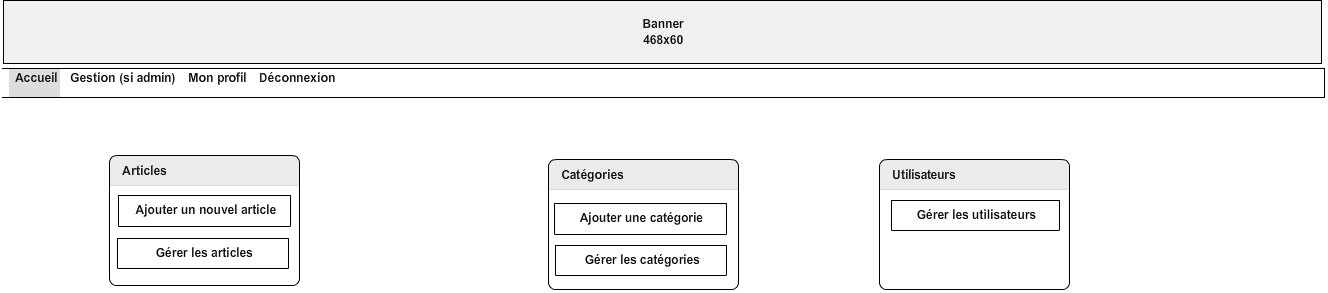 Banner
468x60
Accueil Gestion (si admin) Mon profil Déconnexion
Articles
Ajouter un nouvel article
Gérer les articles
Catégories
Ajouter une catégorie
Gérer les catégories
Utilisateurs
Gérer les utilisateurs